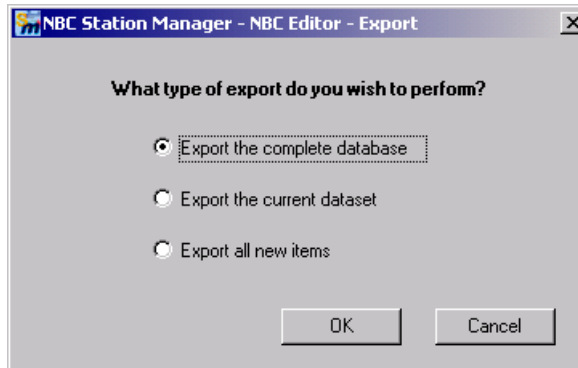 NBC Station Manager - NBC Editor - Export
What type of export do you wish to perform?
Export the complete database
Export the current dataset
Export all new items
OK Cancel